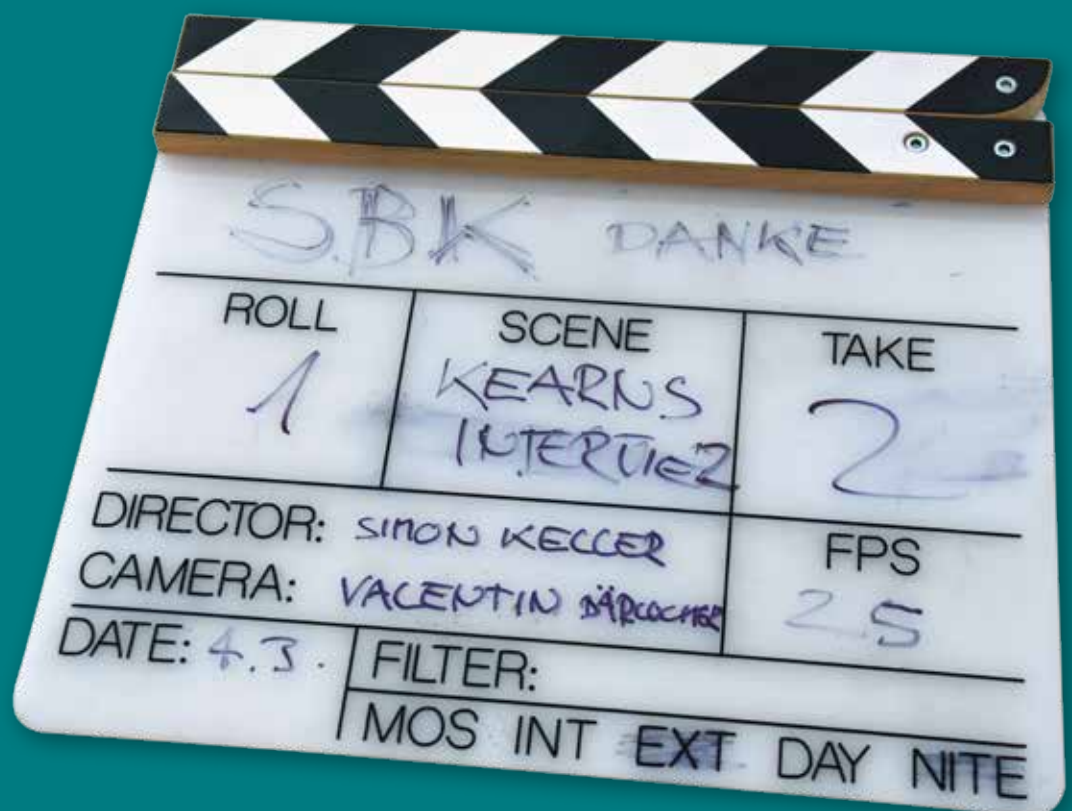 SBK DANKE
ROLL
1
SCENE
KEARNS
TAKE
2
DIRECTOR: SIMON KELLER
CAMERA: VALENTIN BÄRLOCHER
FPS
25
DATE: 4.3.
FILTER:
MOS INT EXT DAY NITE